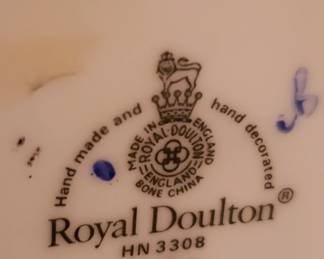 Hand made and hand decorated
MADE IN ENGLAND
ROYAL·DOULTON
ENGLAND
BONE CHINA
Royal Doulton®
HN 3308